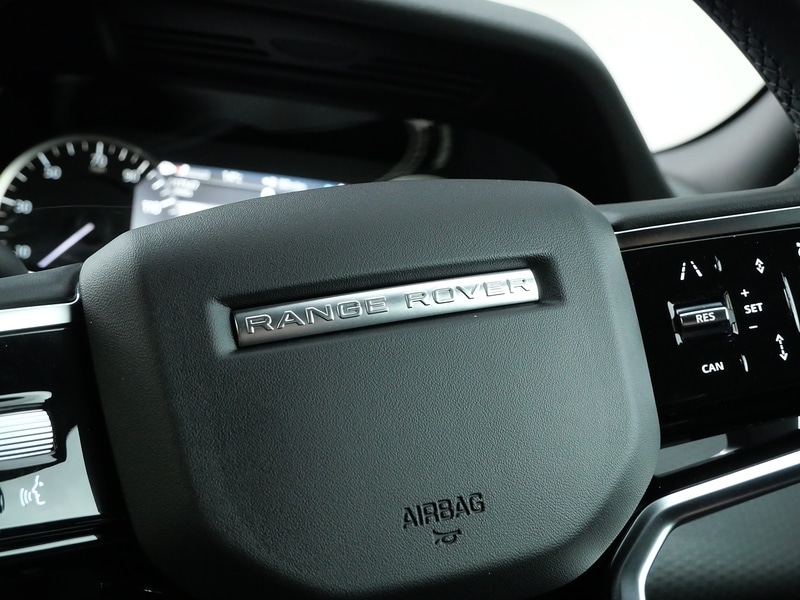 RANGE ROVER
RES
+
SET
−
CAN
AIRBAG